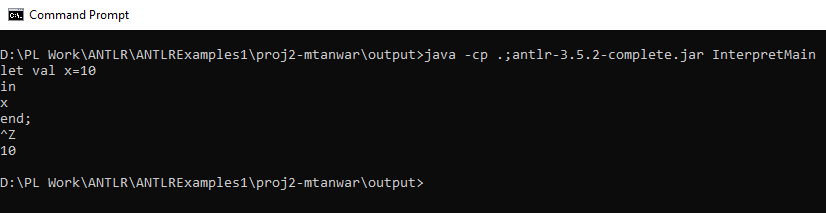 Command Prompt
D:\PL Work\ANTLR\ANTLRExamples1\proj2-mtanwar\output>java -cp .;antlr-3.5.2-complete.jar InterpretMain
let val x=10
in
x
end;
^Z
10
D:\PL Work\ANTLR\ANTLRExamples1\proj2-mtanwar\output>